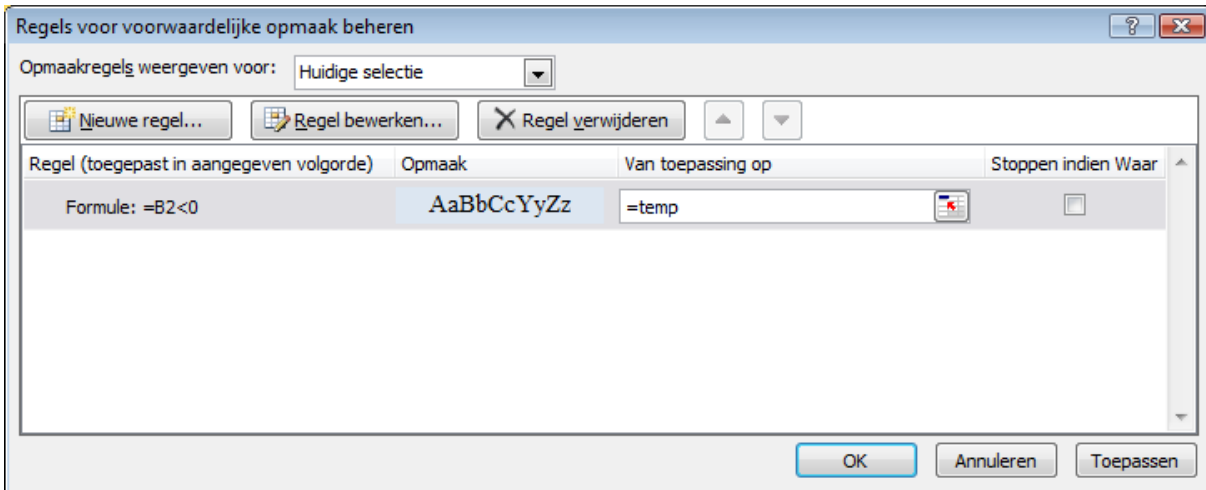 Regels voor voorwaardelijke opmaak beheren
Opmaakregels weergeven voor: Huidige selectie
Nieuwe regel... Regel bewerken... Regel verwijderen
Regel (toegepast in aangegeven volgorde) Opmaak Van toepassing op Stoppen indien Waar
Formule: =B2<0 AaBbCcYyZz =temp
OK Annuleren Toepassen